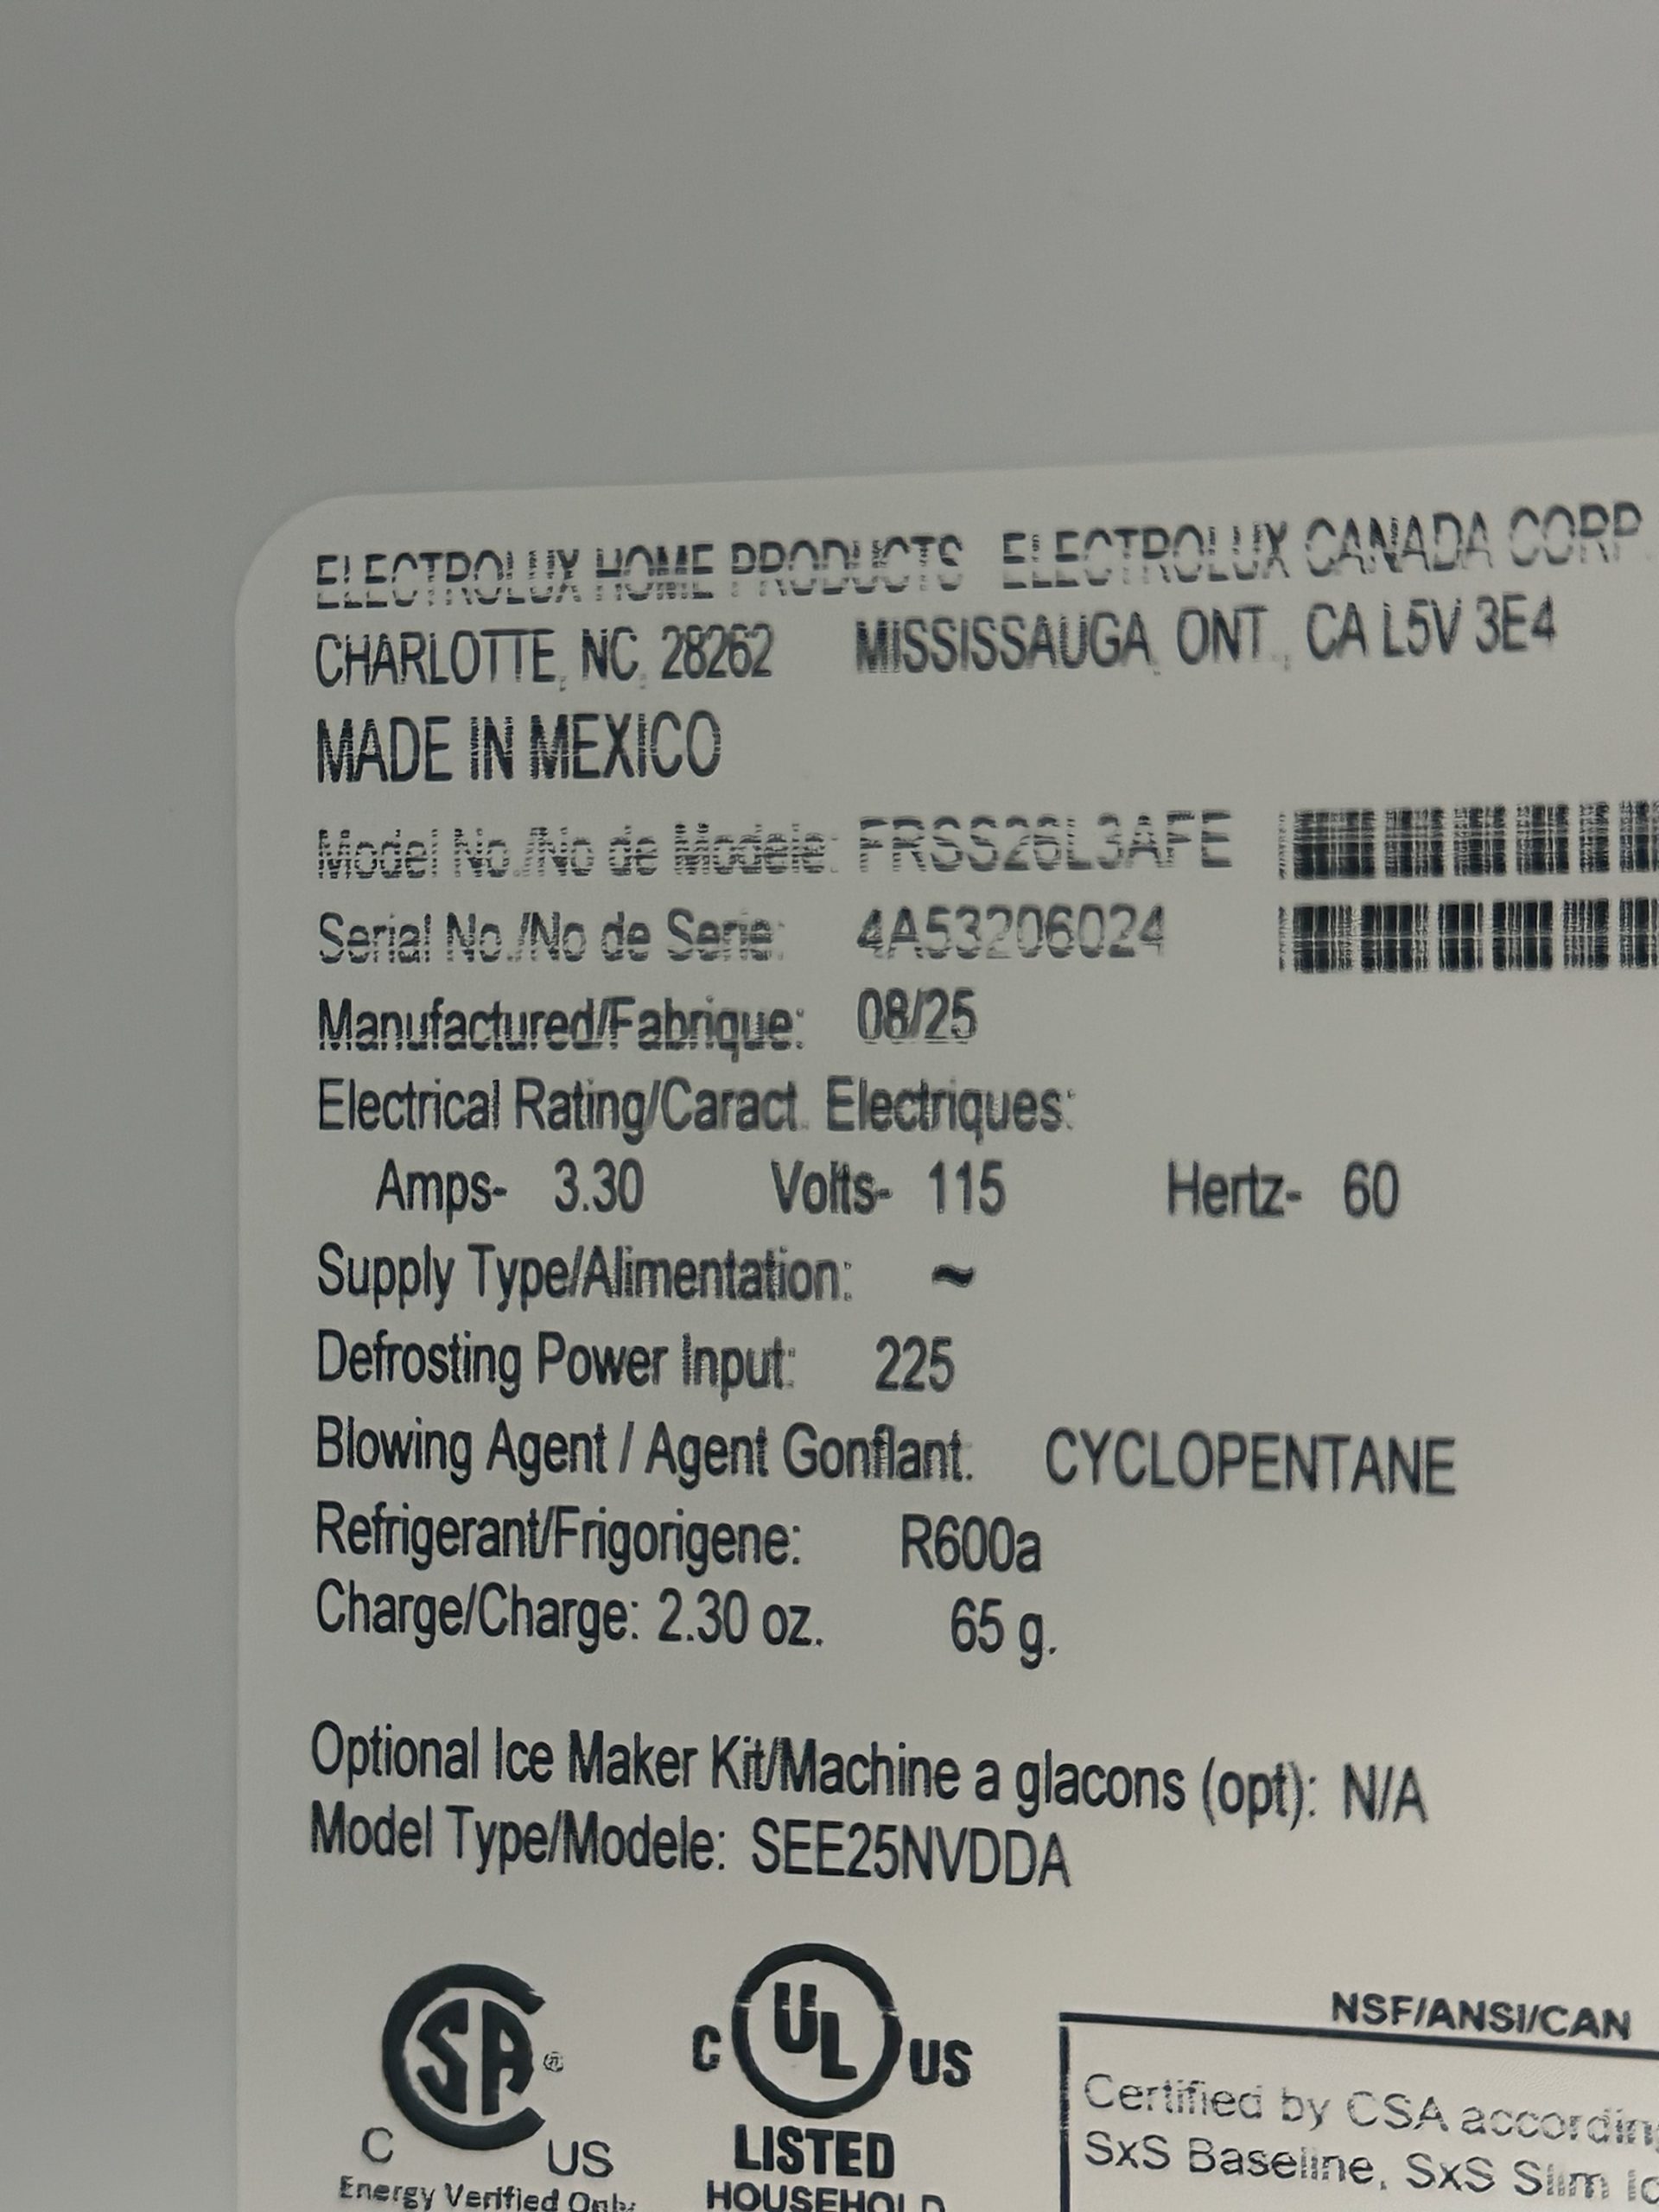 ELECTROLUX HOME PRODUCTS ELECTROLUX CANADA CORP.
CHARLOTTE, NC, 28262 MISSISSAUGA, ONT., CA L5V 3E4
MADE IN MEXICO
Model No./No de Modele: FRSS26L3AFE
Serial No./No de Serie: 4A53206024
Manufactured/Fabrique: 08/25
Electrical Rating/Caract. Electriques:
Amps- 3.30 Volts- 115 Hertz- 60
Supply Type/Alimentation: ~
Defrosting Power Input: 225
Blowing Agent / Agent Gonflant: CYCLOPENTANE
Refrigerant/Frigorigene: R600a
Charge/Charge: 2.30 oz. 65 g.
Optional Ice Maker Kit/Machine a glacons (opt): N/A
Model Type/Modele: SEE25NVDDA
SA ®
C US
Energy Verified Only
C UL US
LISTED
HOUSEHOLD
NSF/ANSI/CAN
Certified by CSA according
SxS Baseline, SxS Slim